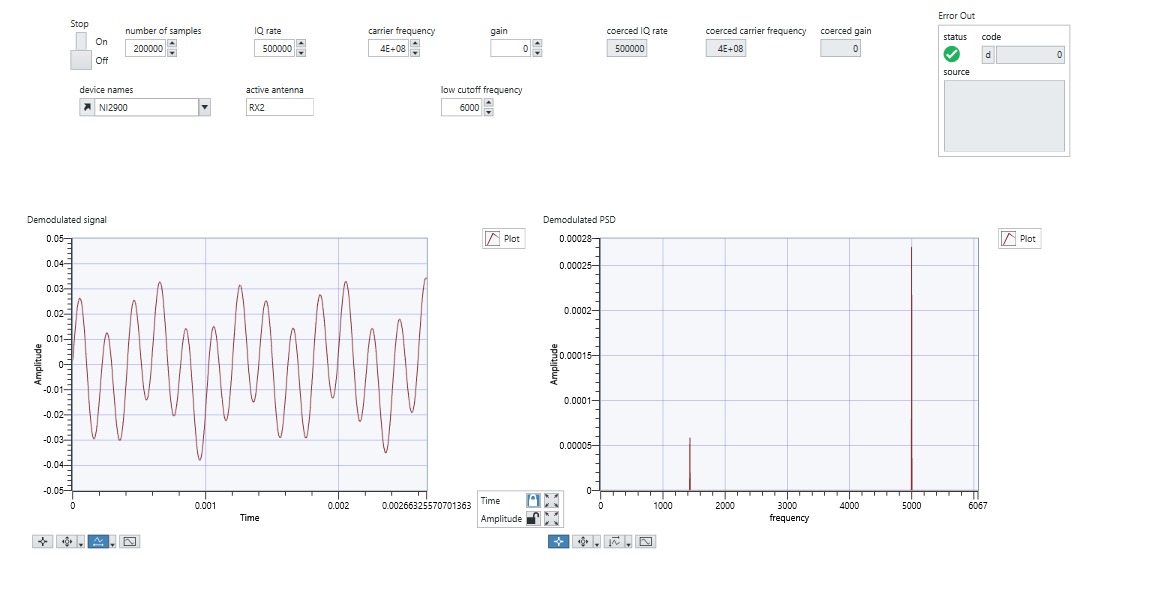 Stop
On
Off
number of samples
200000
IQ rate
500000
carrier frequency
4E+08
gain
0
coerced IQ rate
500000
coerced carrier frequency
4E+08
coerced gain
0
Error Out
status
code
d
0
source
device names
NI2900
active antenna
RX2
low cutoff frequency
6000
Demodulated signal
Plot
0.05
0.04
0.03
0.02
0.01
0
-0.01
-0.02
-0.03
-0.04
-0.05
Amplitude
0
0.001
0.002
0.00266325570701363
Time
Time
Amplitude
Demodulated PSD
Plot
0.00028
0.00025
0.0002
0.00015
0.0001
0.00005
0
Amplitude
0
1000
2000
3000
4000
5000
6067
frequency